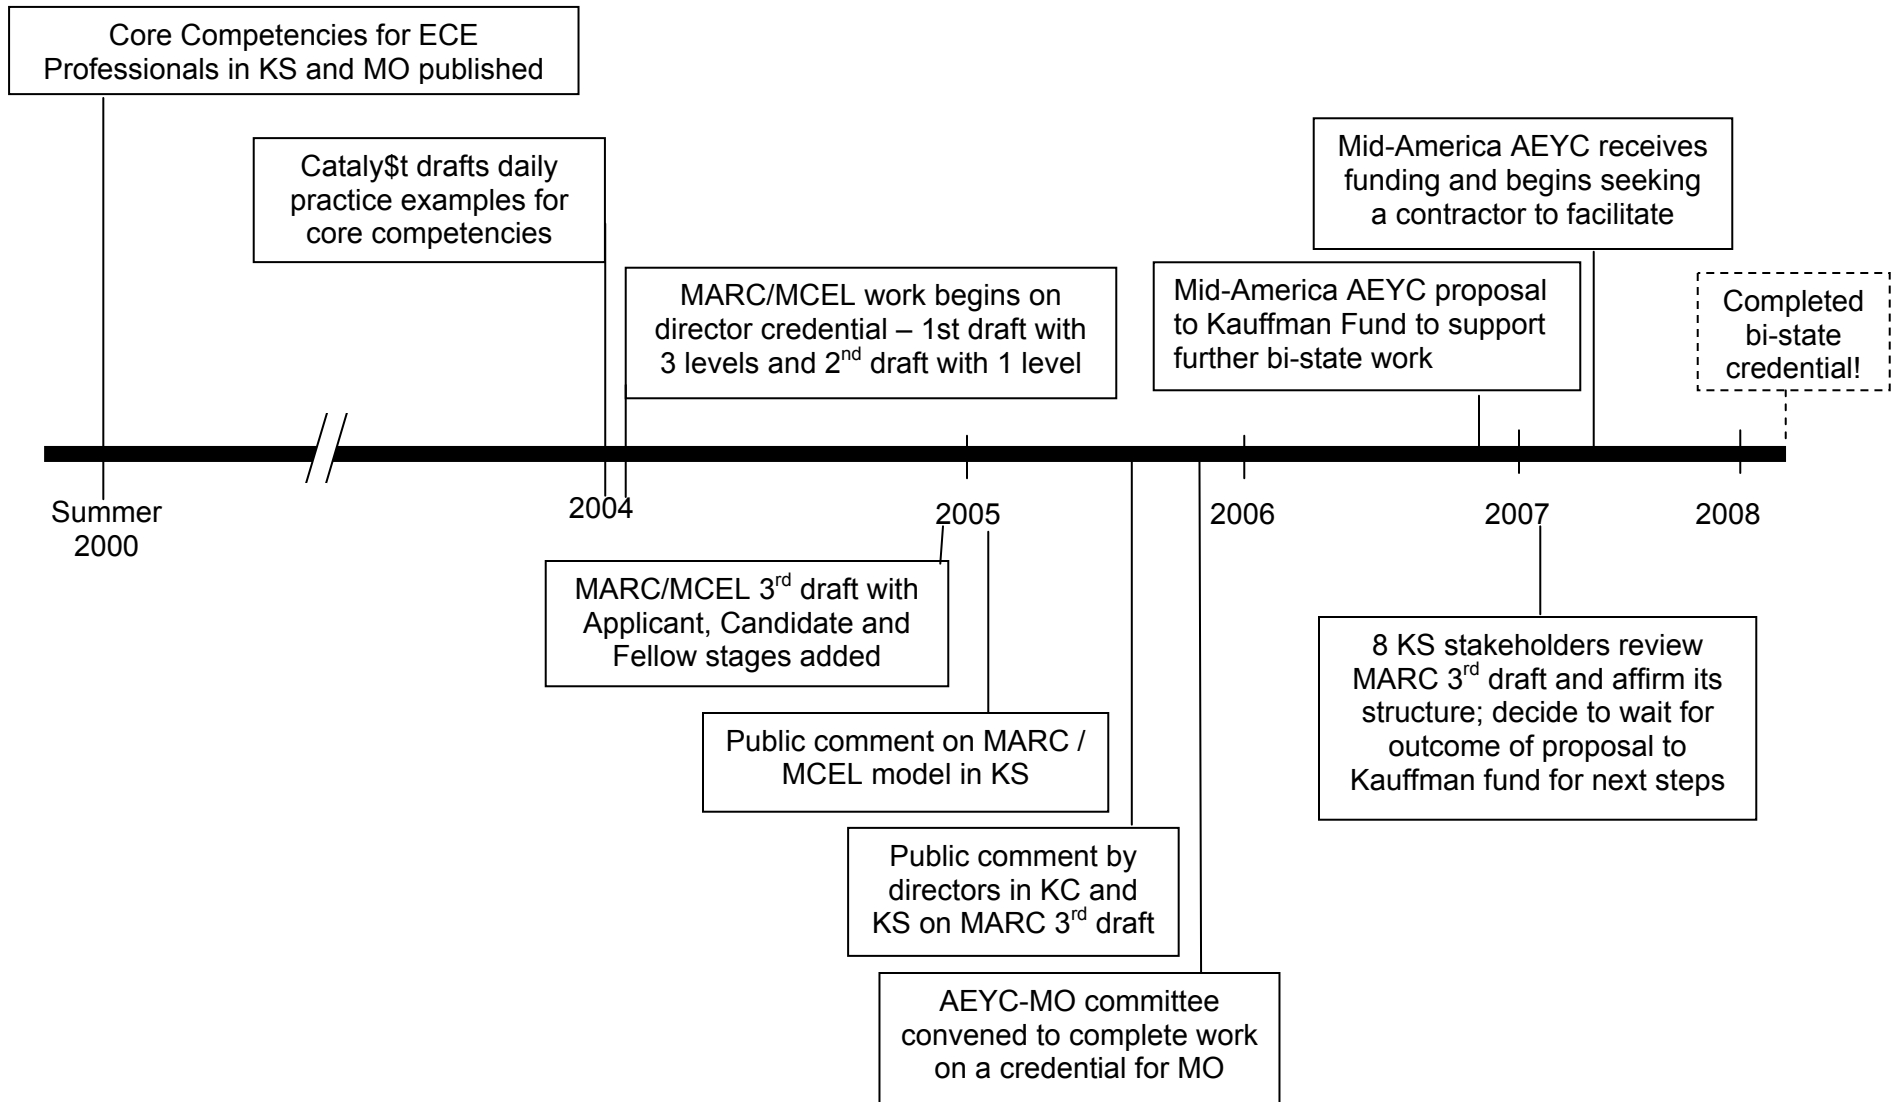 Core Competencies for ECE
Professionals in KS and MO published
Cataly$t drafts daily
practice examples for
core competencies
MARC/MCEL work begins on
director credential – 1st draft with
3 levels and 2nd draft with 1 level
Mid-America AEYC receives
funding and begins seeking
a contractor to facilitate
Mid-America AEYC proposal
to Kauffman Fund to support
further bi-state work
Completed
bi-state
credential!
Summer
2000
2004
2005
2006
2007
2008
MARC/MCEL 3rd draft with
Applicant, Candidate and
Fellow stages added
Public comment on MARC /
MCEL model in KS
Public comment by
directors in KC and
KS on MARC 3rd draft
AEYC-MO committee
convened to complete work
on a credential for MO
8 KS stakeholders review
MARC 3rd draft and affirm its
structure; decide to wait for
outcome of proposal to
Kauffman fund for next steps